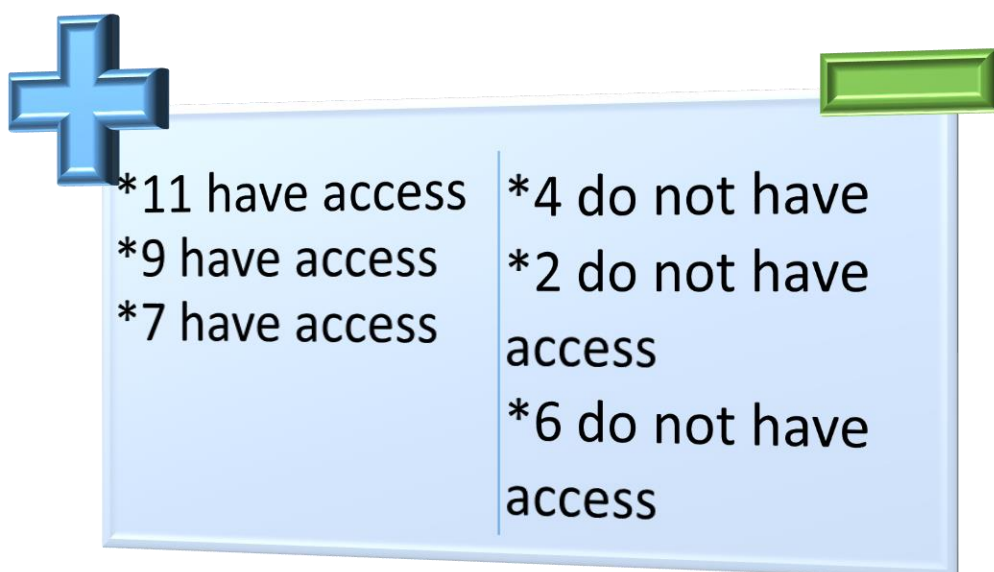 *11 have access
*9 have access
*7 have access
*4 do not have
*2 do not have
access
*6 do not have
access